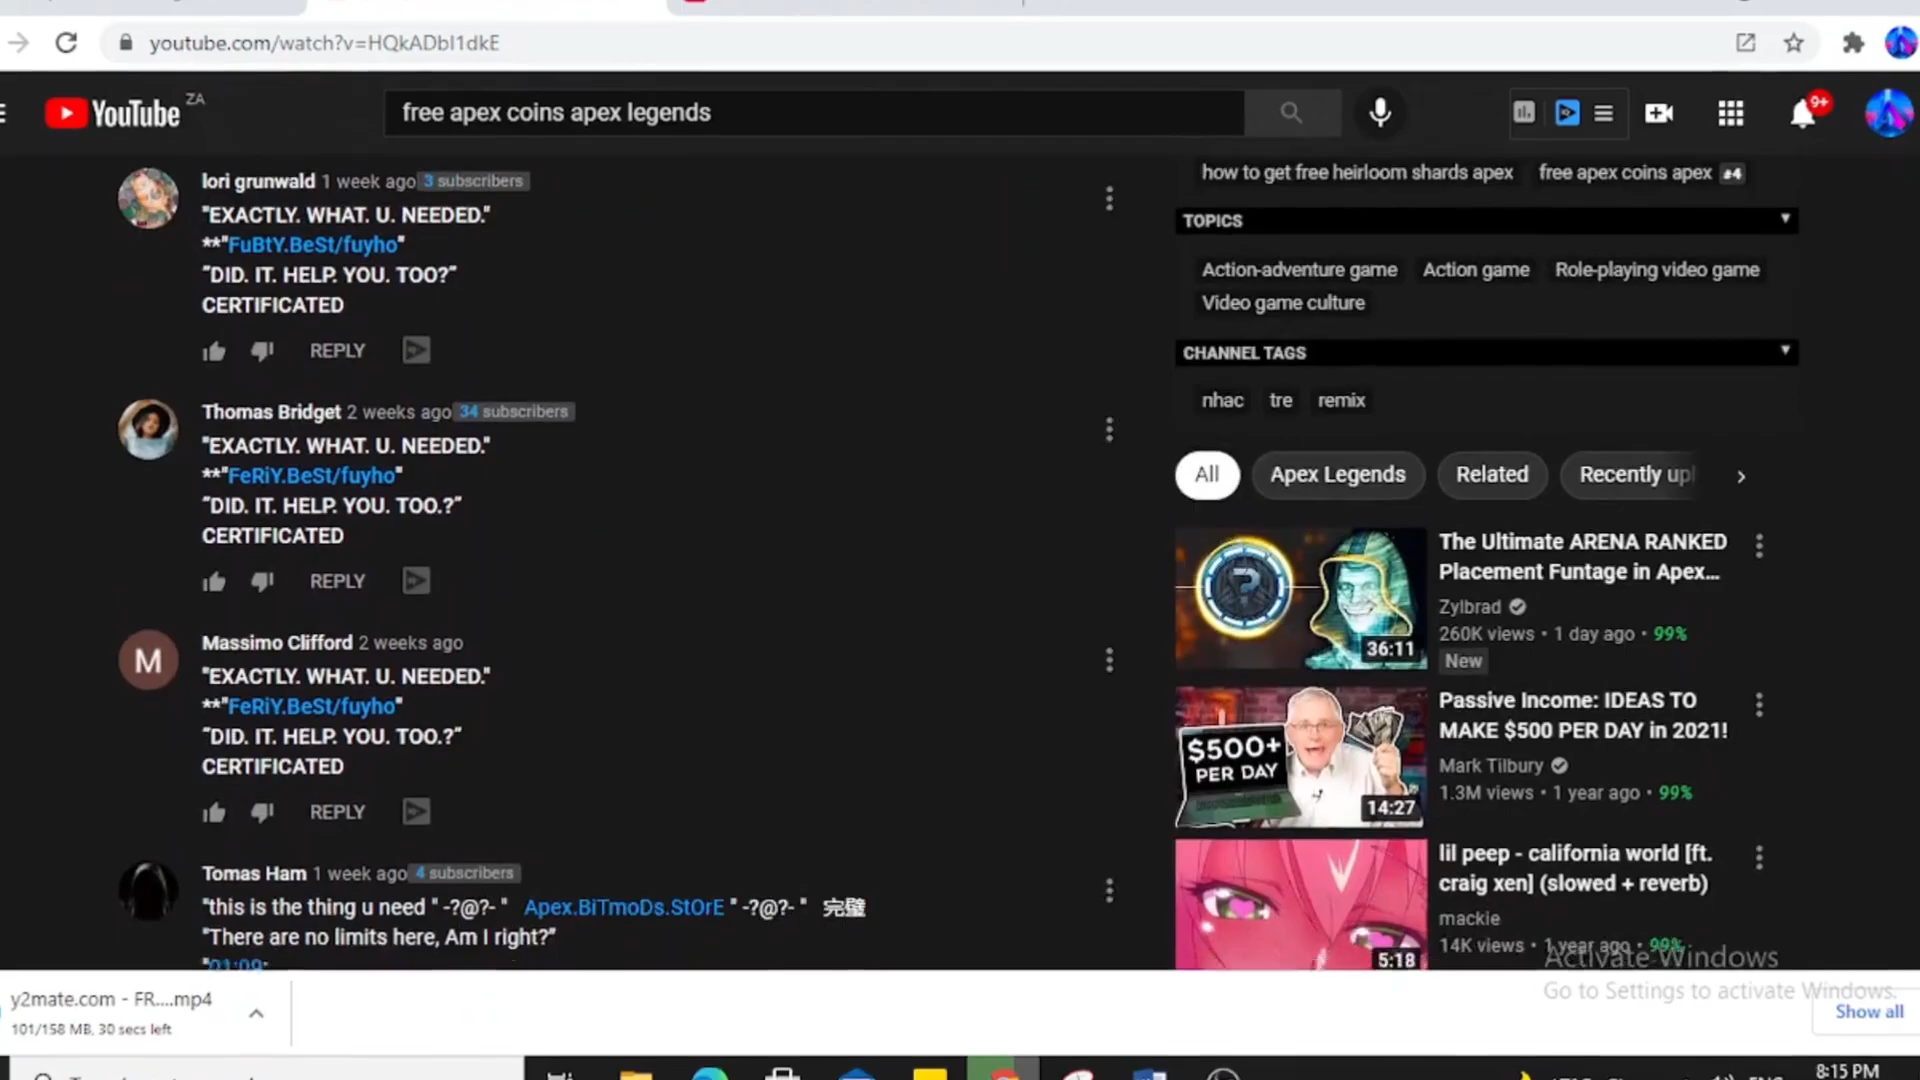 youtube.com/watch?v=HQkADbI1dkE
YouTube ZA
free apex coins apex legends
9+
lori grunwald 1 week ago 3 subscribers
"EXACTLY. WHAT. U. NEEDED."
**"FuBtY.BeSt/fuyho"
"DID. IT. HELP. YOU. TOO?"
CERTIFICATED
REPLY
Thomas Bridget 2 weeks ago 34 subscribers
"EXACTLY. WHAT. U. NEEDED."
**"FeRiY.BeSt/fuyho"
"DID. IT. HELP. YOU. TOO.?"
CERTIFICATED
REPLY
M
Massimo Clifford 2 weeks ago
"EXACTLY. WHAT. U. NEEDED."
**"FeRiY.BeSt/fuyho"
"DID. IT. HELP. YOU. TOO.?"
CERTIFICATED
REPLY
Tomas Ham 1 week ago 4 subscribers
"this is the thing u need " -?@?- " Apex.BiTmoDs.StOrE " -?@?- " 完璧
"There are no limits here, Am I right?"
"01:09
how to get free heirloom shards apex free apex coins apex #4
TOPICS
Action-adventure game Action game Role-playing video game
Video game culture
CHANNEL TAGS
nhac tre remix
All Apex Legends Related Recently upl
36:11
The Ultimate ARENA RANKED
Placement Funtage in Apex...
Zylbrad
260K views • 1 day ago • 99%
New
$500+
PER DAY
14:27
Passive Income: IDEAS TO
MAKE $500 PER DAY in 2021!
Mark Tilbury
1.3M views • 1 year ago • 99%
5:18
lil peep - california world [ft.
craig xen] (slowed + reverb)
mackie
14K views • 1 year ago • 99%
Activate Windows
Go to Settings to activate Windows.
y2mate.com - FR....mp4
101/158 MB, 30 secs left
Show all
8:15 PM